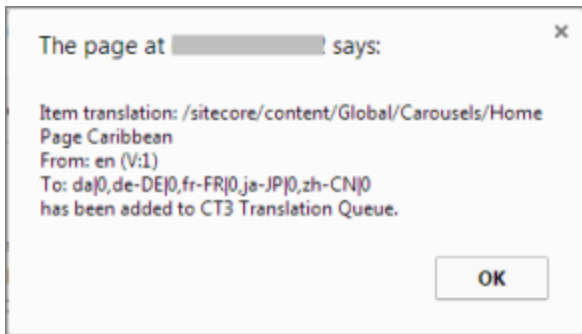 The page at says:
Item translation: /sitecore/content/Global/Carousels/Home
Page Caribbean
From: en (V:1)
To: da|0,de-DE|0,fr-FR|0,ja-JP|0,zh-CN|0
has been added to CT3 Translation Queue.
OK